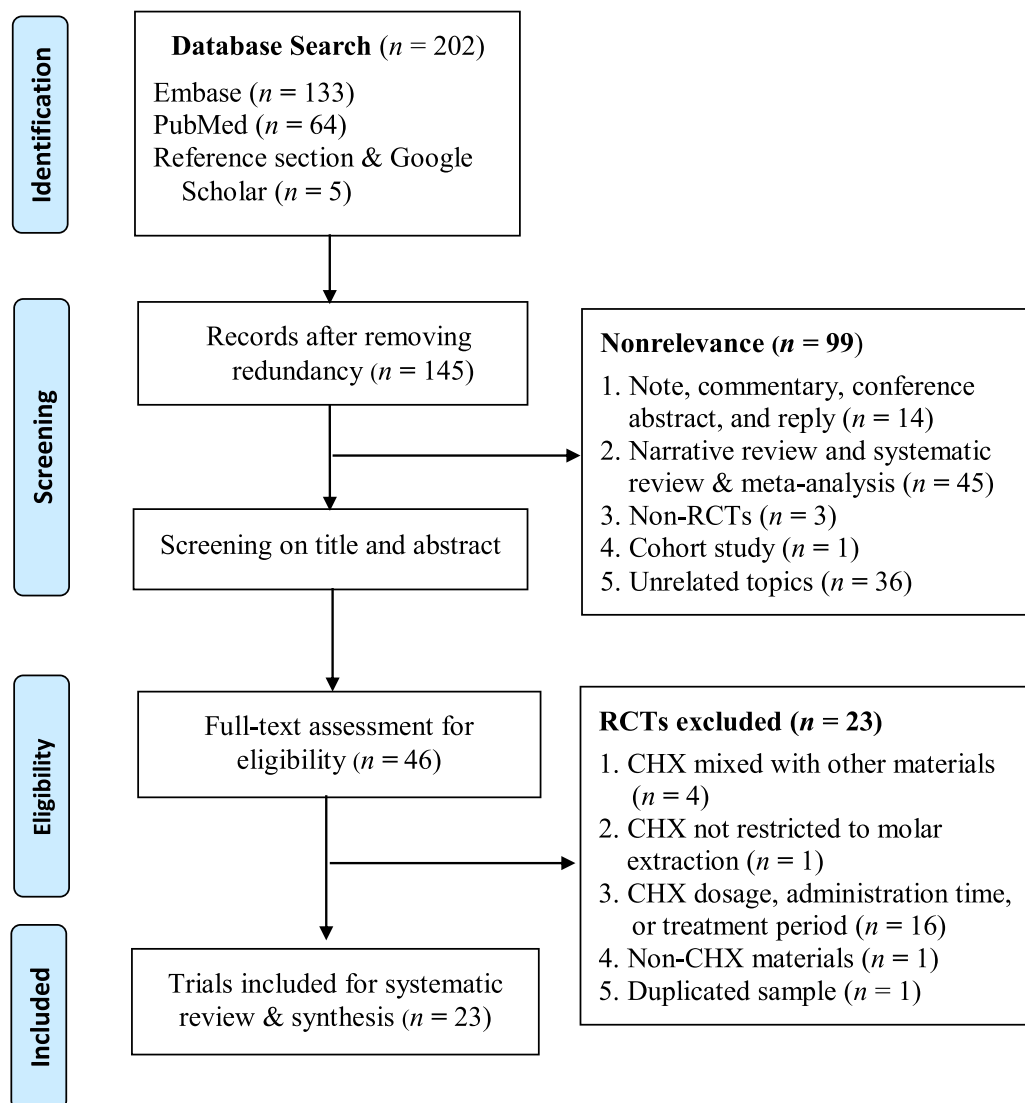 Identification
Database Search (n = 202)
Embase (n = 133)
PubMed (n = 64)
Reference section & Google
Scholar (n = 5)
Screening
Records after removing
redundancy (n = 145)
Nonrelevance (n = 99)
1. Note, commentary, conference
abstract, and reply (n = 14)
2. Narrative review and systematic
review & meta-analysis (n = 45)
3. Non-RCTs (n = 3)
4. Cohort study (n = 1)
5. Unrelated topics (n = 36)
Screening on title and abstract
Eligibility
Full-text assessment for
eligibility (n = 46)
RCTs excluded (n = 23)
1. CHX mixed with other materials
(n = 4)
2. CHX not restricted to molar
extraction (n = 1)
3. CHX dosage, administration time,
or treatment period (n = 16)
4. Non-CHX materials (n = 1)
5. Duplicated sample (n = 1)
Included
Trials included for systematic
review & synthesis (n = 23)